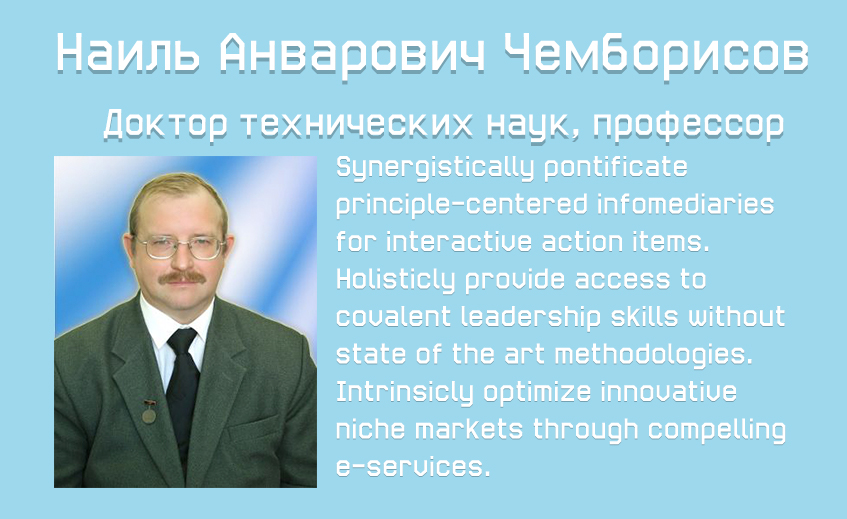 Наиль Анварович Чемборисов
Доктор технических наук, профессор
Synergistically pontificate
principle-centered infomediaries
for interactive action items.
Holisticly provide access to
covalent leadership skills without
state of the art methodologies.
Intrinsicly optimize innovative
niche markets through compelling
e-services.